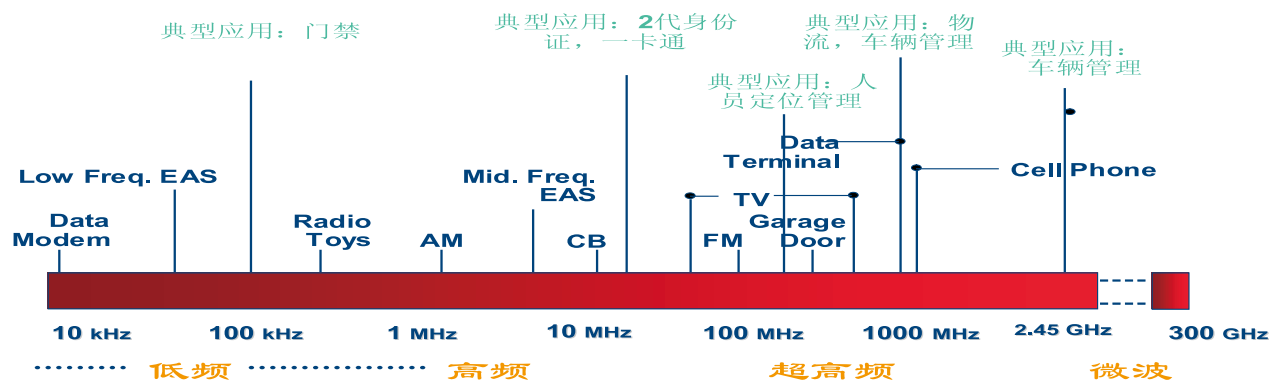 典型应用：门禁
典型应用：2代身份
证，一卡通
典型应用：物
流，车辆管理
典型应用：
车辆管理
典型应用：人
员定位管理
Data
Terminal
Low Freq. EAS
Mid. Freq.
EAS
Cell Phone
TV
Data
Modem
Radio
Toys
AM
CB
FM
Garage
Door
10 kHz
100 kHz
1 MHz
10 MHz
100 MHz
1000 MHz
2.45 GHz
300 GHz
低频
高频
超高频
微波